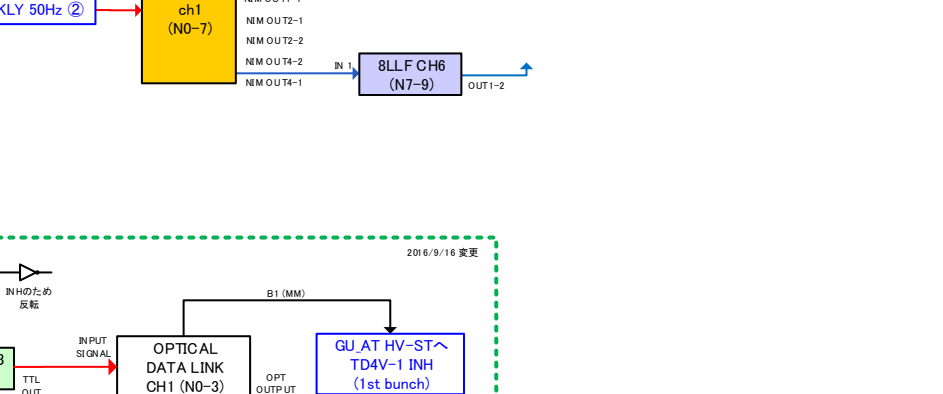 KLY 50Hz ②
ch1
(N0-7)
NIM OUT2-1
NIM OUT2-2
NIM OUT4-2
NIM OUT4-1
IN 1
8LLF CH6
(N7-9)
OUT1-2
2016/9/16 変更
INHのため
反転
B1 (MM)
INPUT
SIGNAL
TTL
OUT
OPTICAL
DATA LINK
CH1 (N0-3)
OPT
OUTPUT
GU_AT HV-STへ
TD4V-1 INH
(1st bunch)